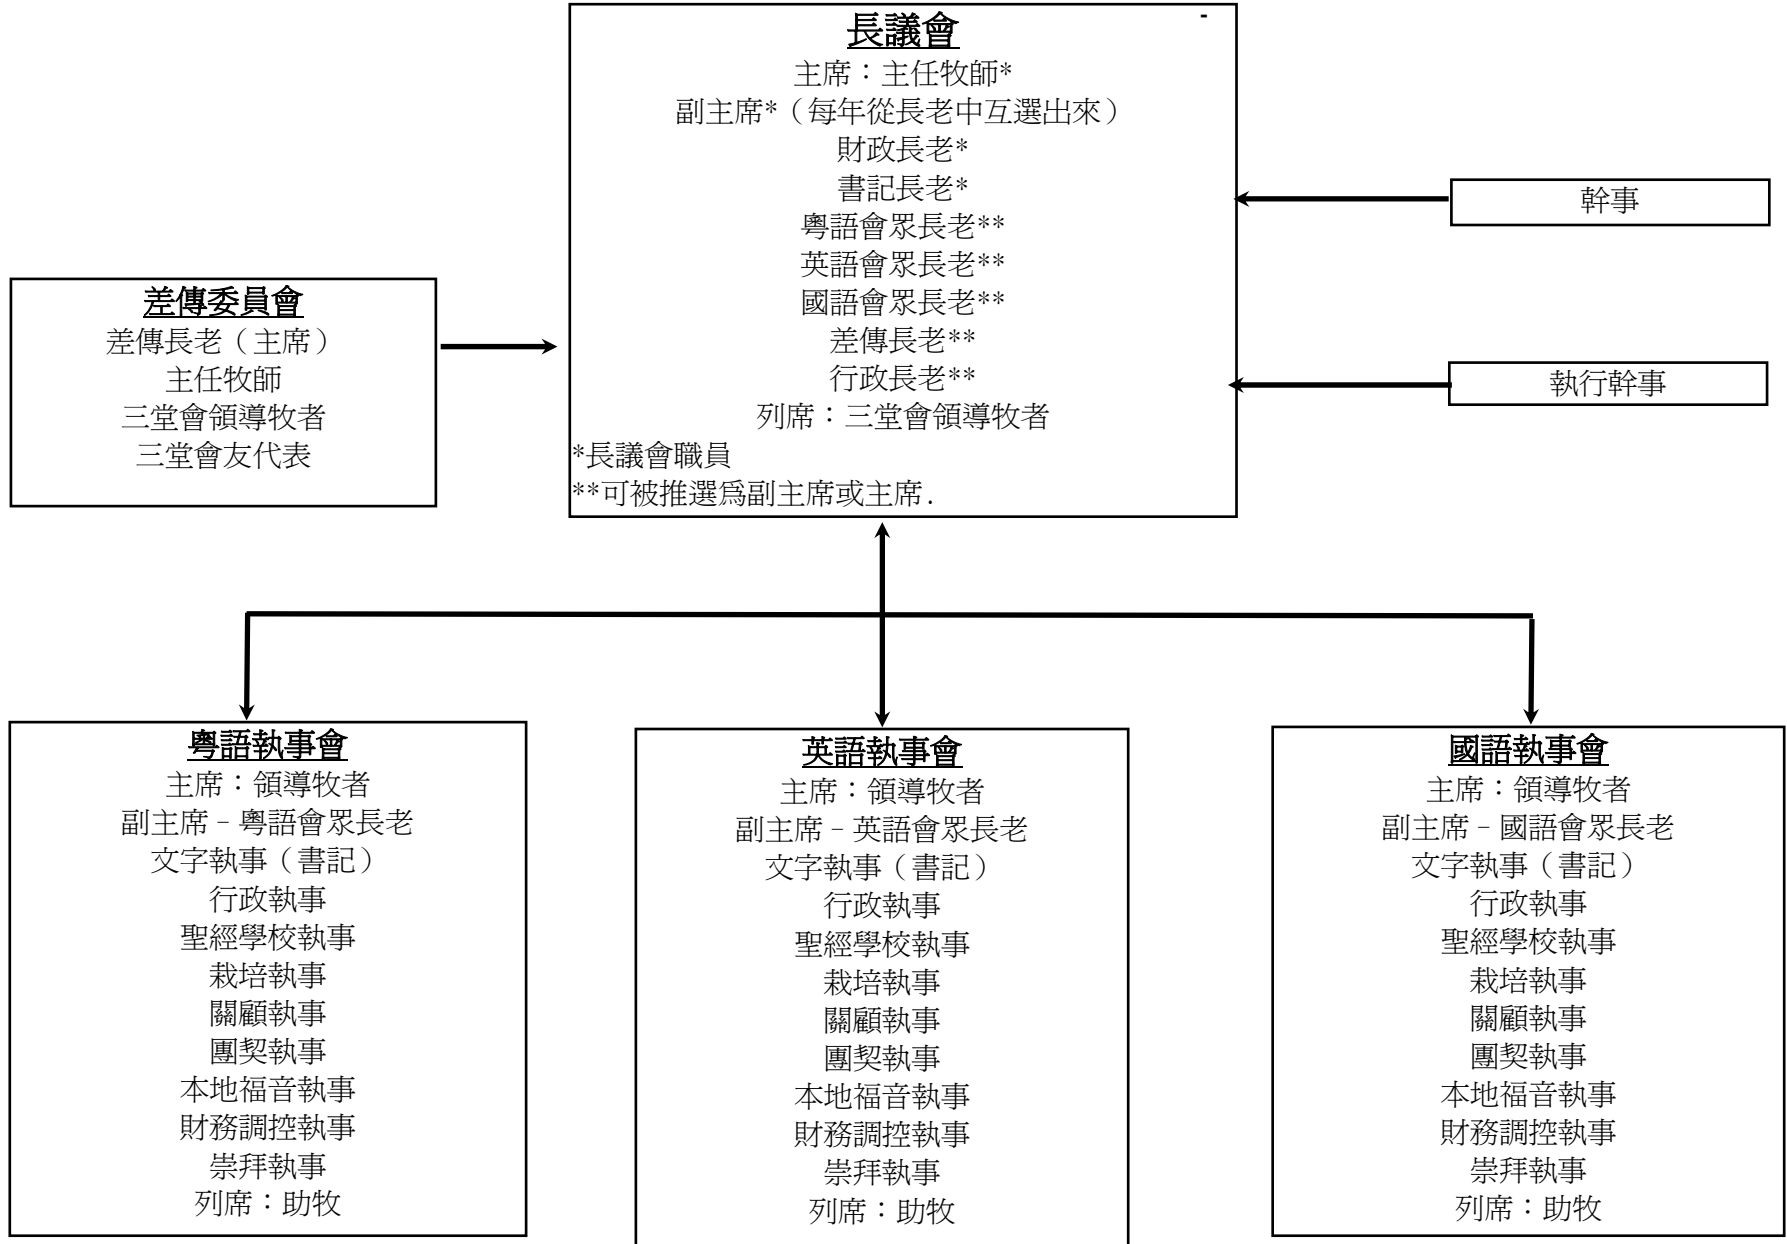 -
長議會
主席：主任牧師*
副主席*（每年從長老中互選出來）
財政長老*
書記長老*
粵語會眾長老**
英語會眾長老**
國語會眾長老**
差傳長老**
行政長老**
列席：三堂會領導牧者
*長議會職員
**可被推選為副主席或主席.
幹事
執行幹事
差傳委員會
差傳長老（主席）
主任牧師
三堂會領導牧者
三堂會友代表
粵語執事會
主席：領導牧者
副主席–粵語會眾長老
文字執事（書記）
行政執事
聖經學校執事
栽培執事
關顧執事
團契執事
本地福音執事
財務調控執事
崇拜執事
列席：助牧
英語執事會
主席：領導牧者
副主席–英語會眾長老
文字執事（書記）
行政執事
聖經學校執事
栽培執事
關顧執事
團契執事
本地福音執事
財務調控執事
崇拜執事
列席：助牧
國語執事會
主席：領導牧者
副主席–國語會眾長老
文字執事（書記）
行政執事
聖經學校執事
栽培執事
關顧執事
團契執事
本地福音執事
財務調控執事
崇拜執事
列席：助牧